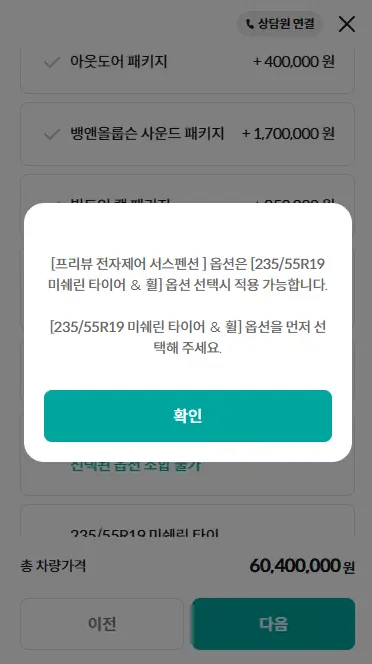 상담원 연결
아웃도어 패키지
+ 400,000 원
뱅앤올룹슨 사운드 패키지
+ 1,700,000 원
[프리뷰 전자제어 서스펜션 ] 옵션은 [235/55R19
미쉐린 타이어 & 휠] 옵션 선택시 적용 가능합니다.
[235/55R19 미쉐린 타이어 & 휠] 옵션을 먼저 선
택해 주세요.
확인
선택된 옵션 조합 불가
235/55R19 미쉐린 타이
총 차량가격
60,400,000 원
이전
다음